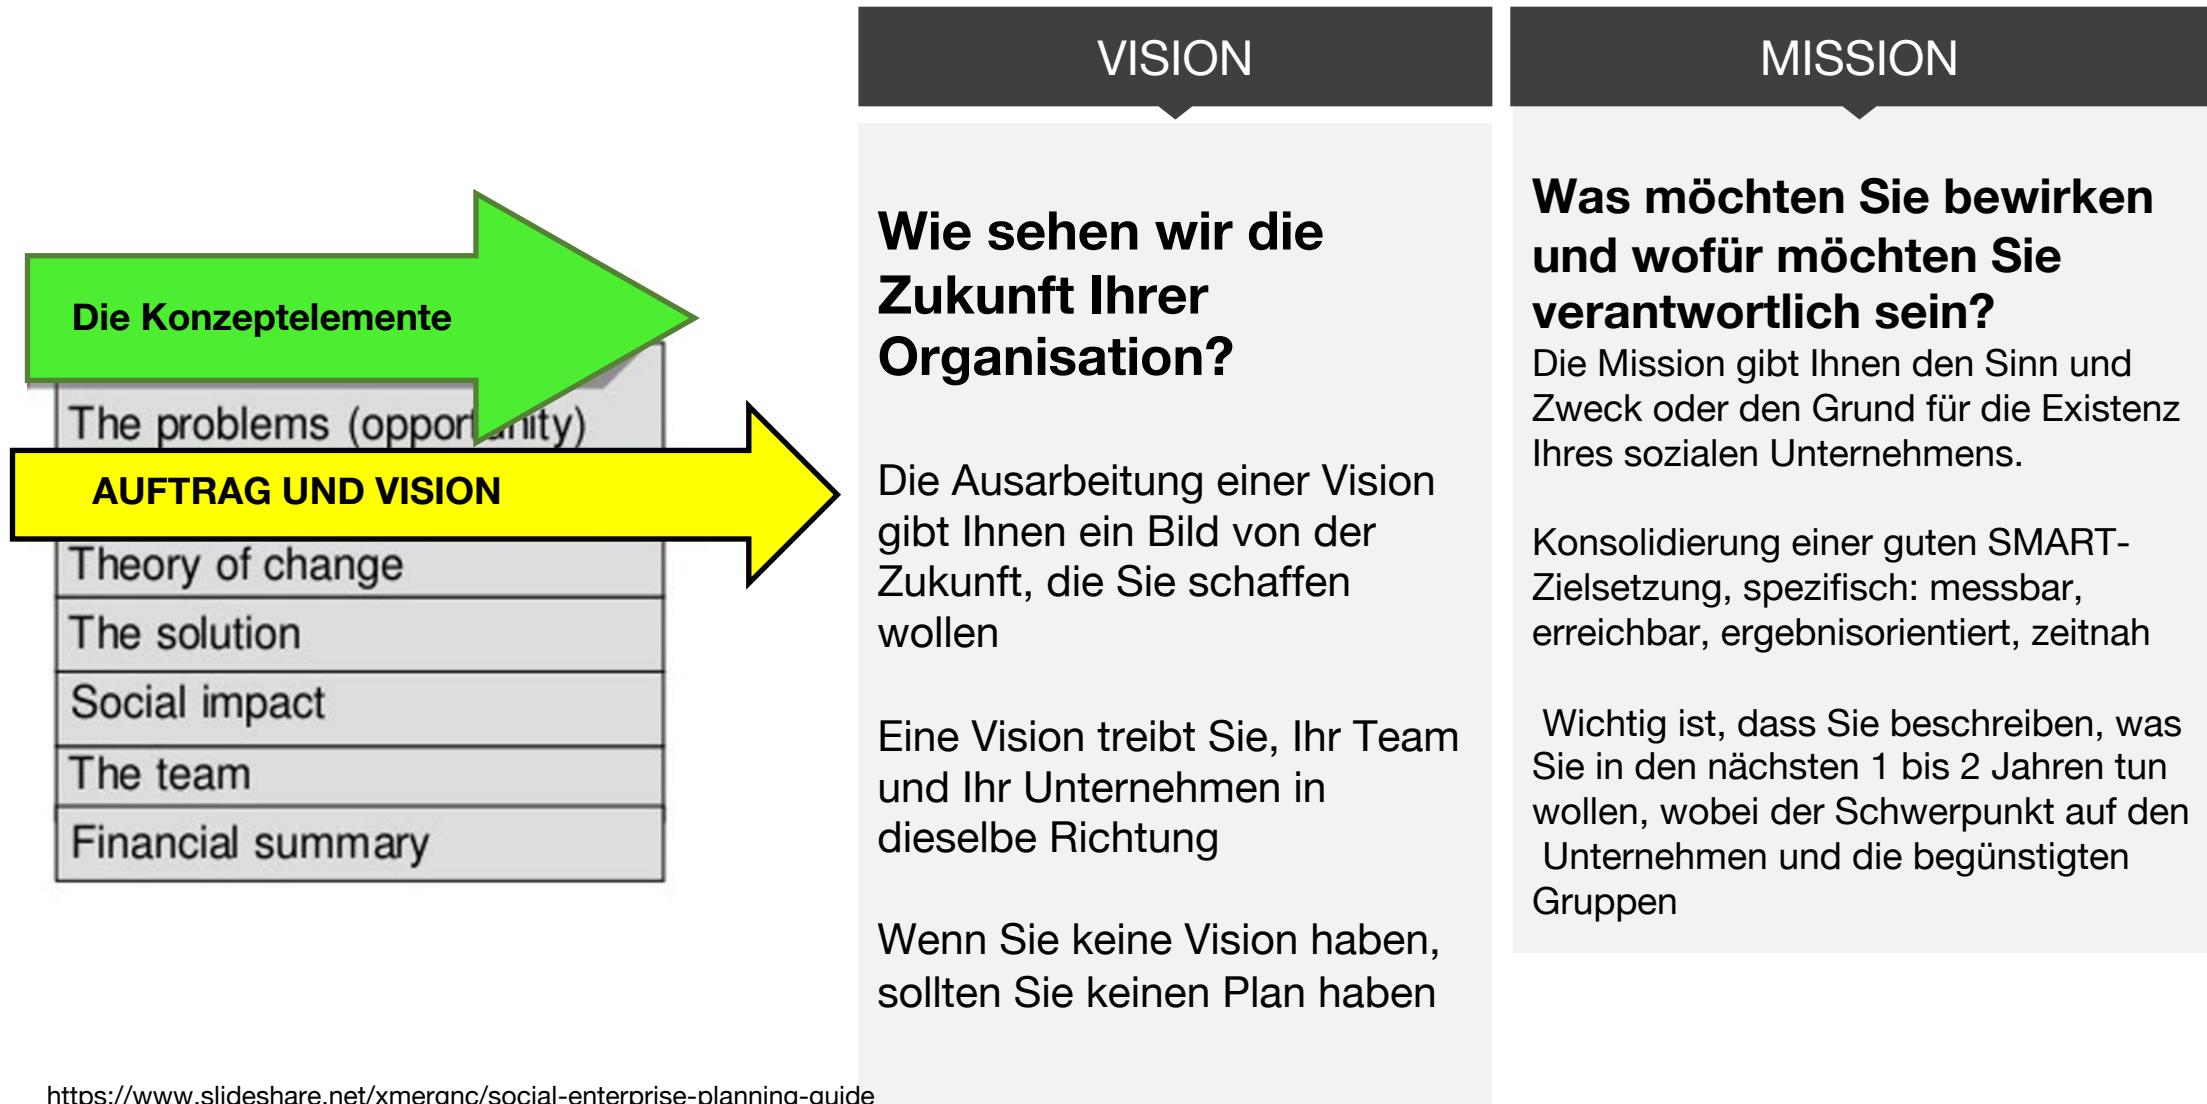 Die Konzeptelemente
The problems (opportunity)
AUFTRAG UND VISION
Theory of change
The solution
Social impact
The team
Financial summary
VISION
Wie sehen wir die
Zukunft Ihrer
Organisation?
Die Ausarbeitung einer Vision
gibt Ihnen ein Bild von der
Zukunft, die Sie schaffen
wollen
Eine Vision treibt Sie, Ihr Team
und Ihr Unternehmen in
dieselbe Richtung
Wenn Sie keine Vision haben,
sollten Sie keinen Plan haben
MISSION
Was möchten Sie bewirken
und wofür möchten Sie
verantwortlich sein?
Die Mission gibt Ihnen den Sinn und
Zweck oder den Grund für die Existenz
Ihres sozialen Unternehmens.
Konsolidierung einer guten SMART-
Zielsetzung, spezifisch: messbar,
erreichbar, ergebnisorientiert, zeitnah
Wichtig ist, dass Sie beschreiben, was
Sie in den nächsten 1 bis 2 Jahren tun
wollen, wobei der Schwerpunkt auf den
Unternehmen und die begünstigten
Gruppen
https://www.slideshare.net/xmergnc/social-enterprise-planning-guide